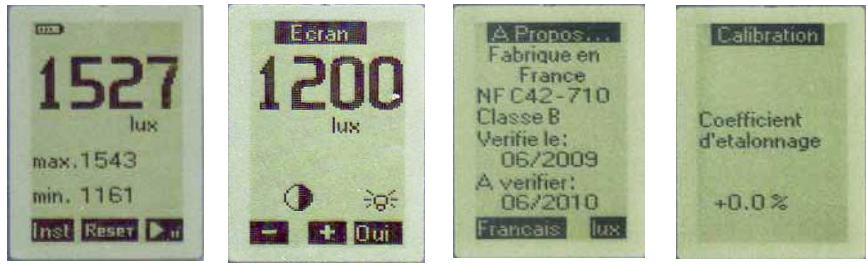 1527
lux
max.1543
min. 1161
Inst Reset
Ecran
1200
lux
- + Oui
A Propos...
Fabrique en
France
NF C42-710
Classe B
Verifie le:
06/2009
A verifier:
06/2010
Francais lux
Calibration
Coefficient
d'etalonnage
+0.0 %